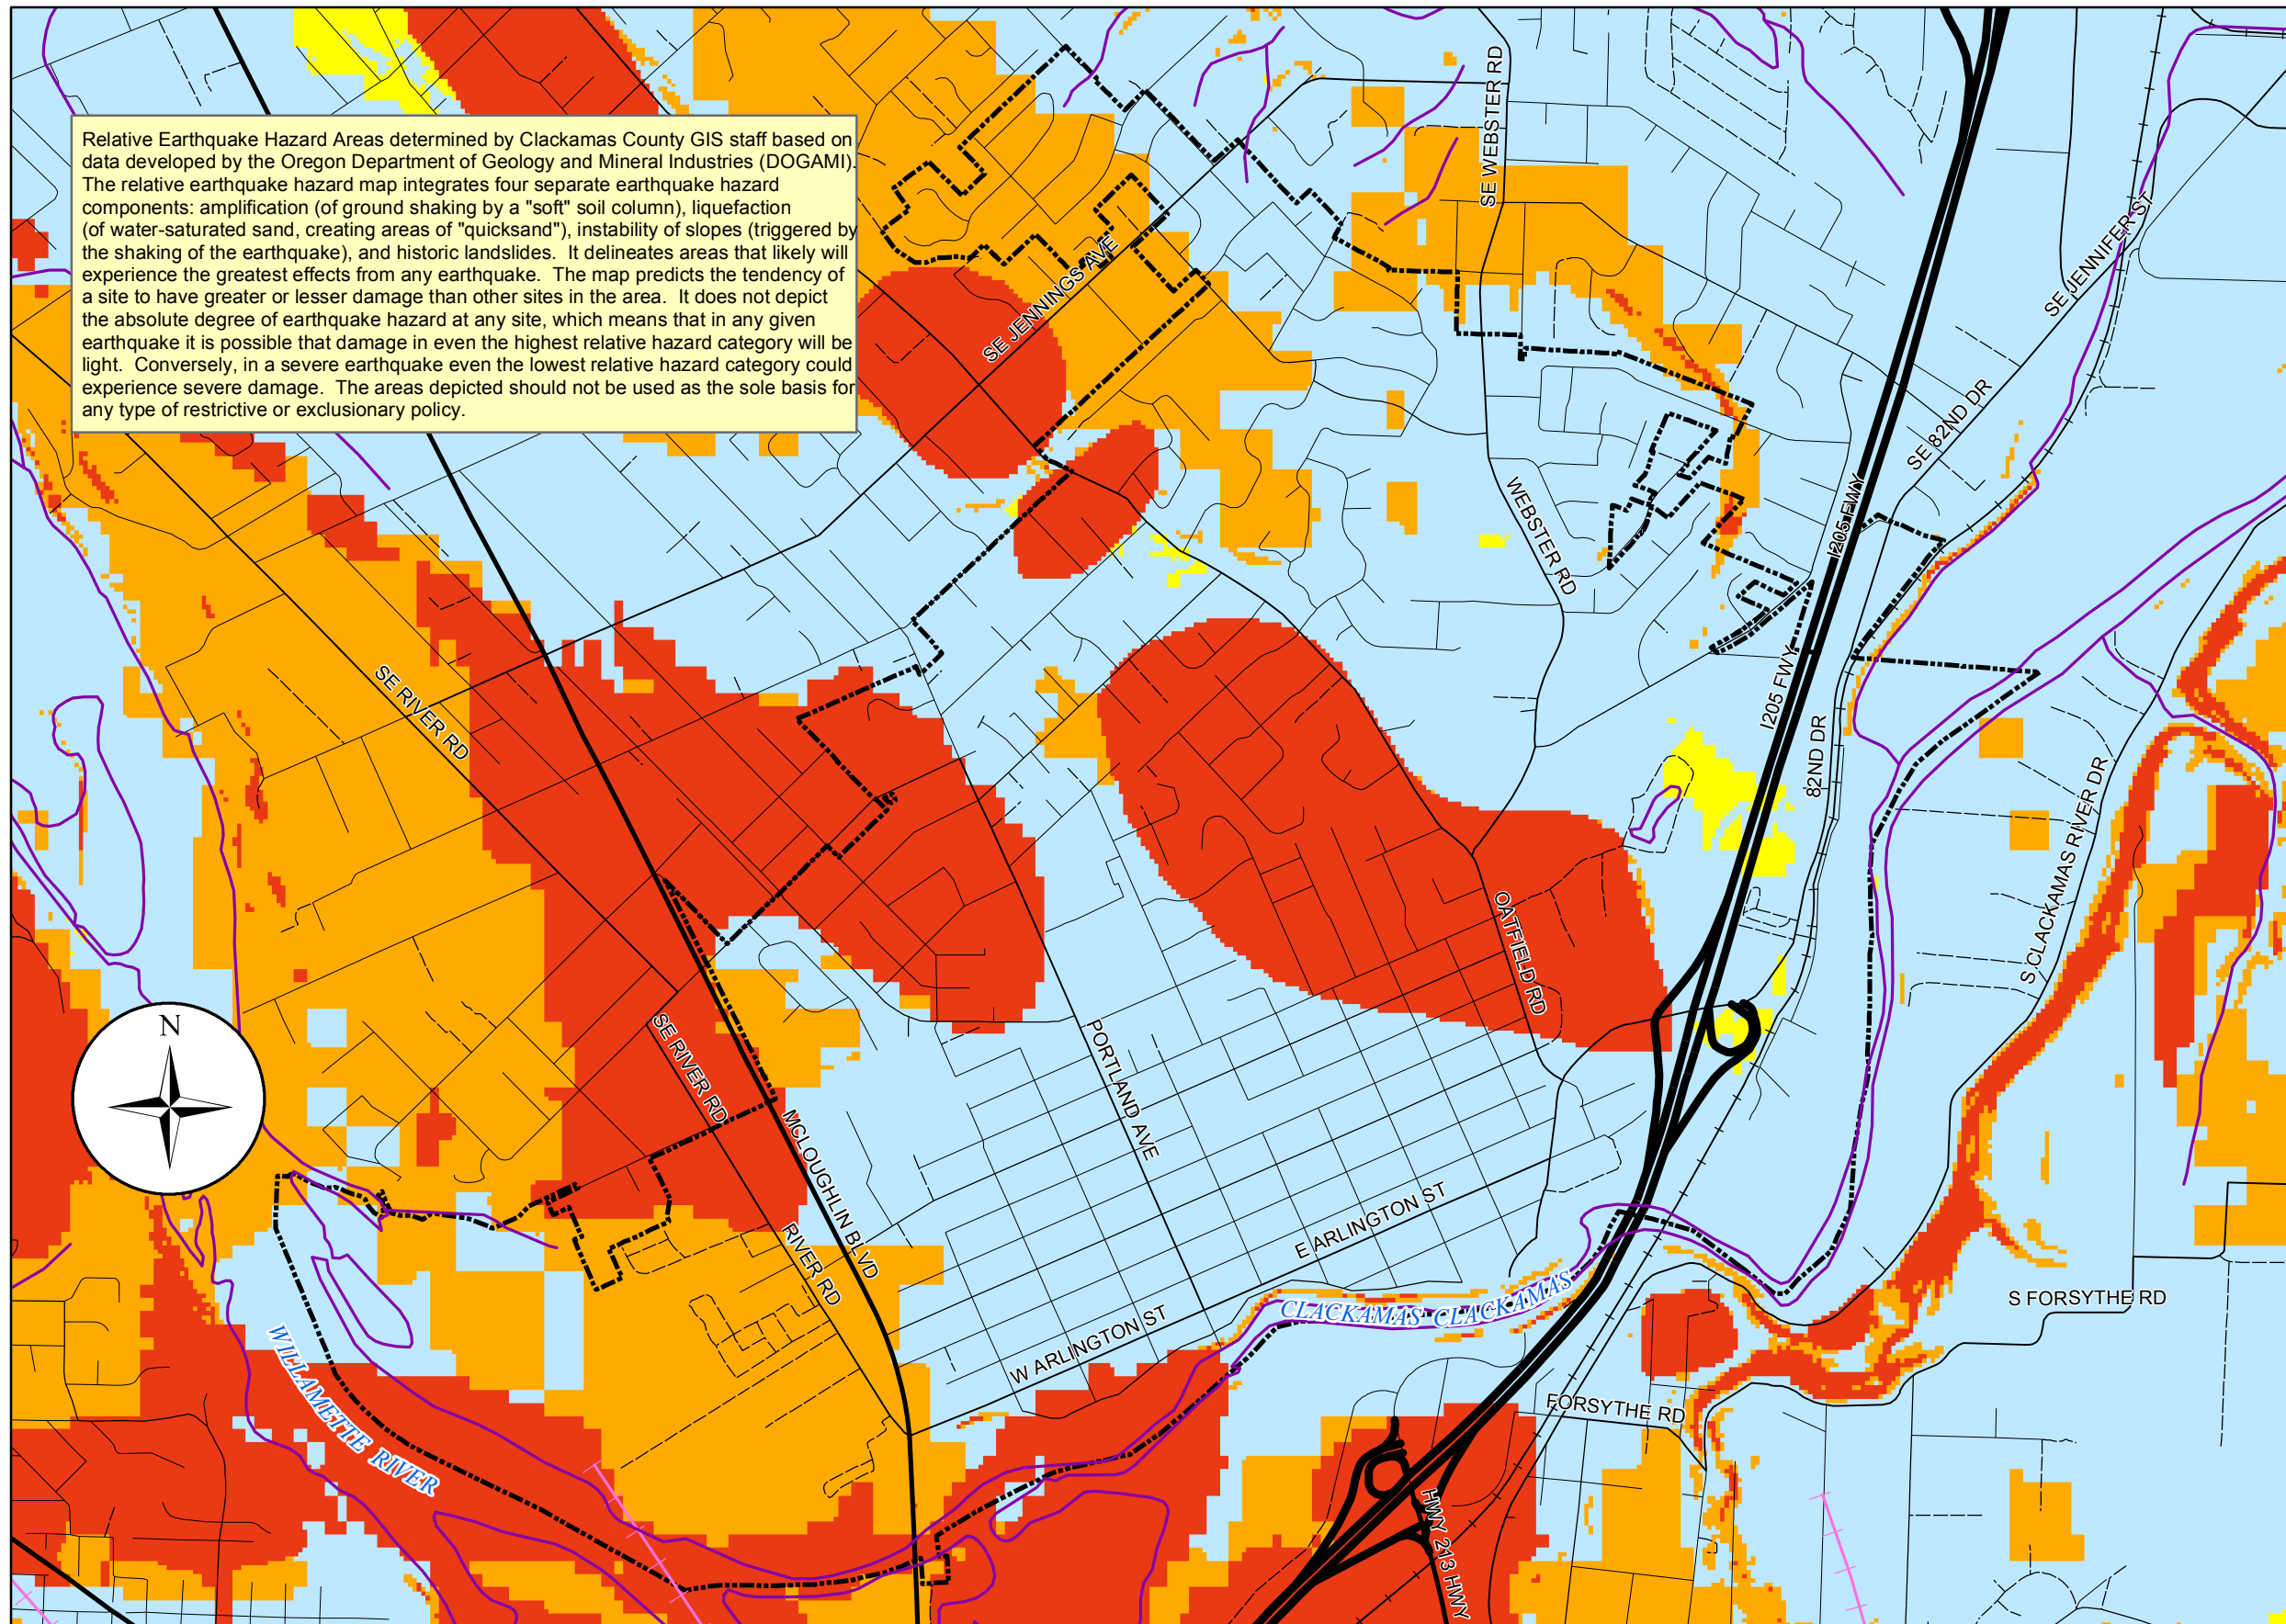 Relative Earthquake Hazard Areas determined by Clackamas County GIS staff based on
data developed by the Oregon Department of Geology and Mineral Industries (DOGAMI).
The relative earthquake hazard map integrates four separate earthquake hazard
components: amplification (of ground shaking by a "soft" soil column), liquefaction
(of water-saturated sand, creating areas of "quicksand"), instability of slopes (triggered by
the shaking of the earthquake), and historic landslides. It delineates areas that likely will
experience the greatest effects from any earthquake. The map predicts the tendency of
a site to have greater or lesser damage than other sites in the area. It does not depict
the absolute degree of earthquake hazard at any site, which means that in any given
earthquake it is possible that damage in even the highest relative hazard category will be
light. Conversely, in a severe earthquake even the lowest relative hazard category could
experience severe damage. The areas depicted should not be used as the sole basis for
any type of restrictive or exclusionary policy.
SE WEBSTER RD
SE JENNIFER ST
SE JENNINGS AVE
SE 82ND DR
WEBSTER RD
I205 FWY
SE RIVER RD
I205 FWY
82ND DR
S CLACKAMAS RIVER DR
OATFIELD RD
N
SE RIVER RD
PORTLAND AVE
MCLOUGHLIN BLVD
RIVER RD
E ARLINGTON ST
CLACKAMAS CLACKAMAS
S FORSYTHE RD
W ARLINGTON ST
WILLAMETTE RIVER
FORSYTHE RD
HWY 213 HWY